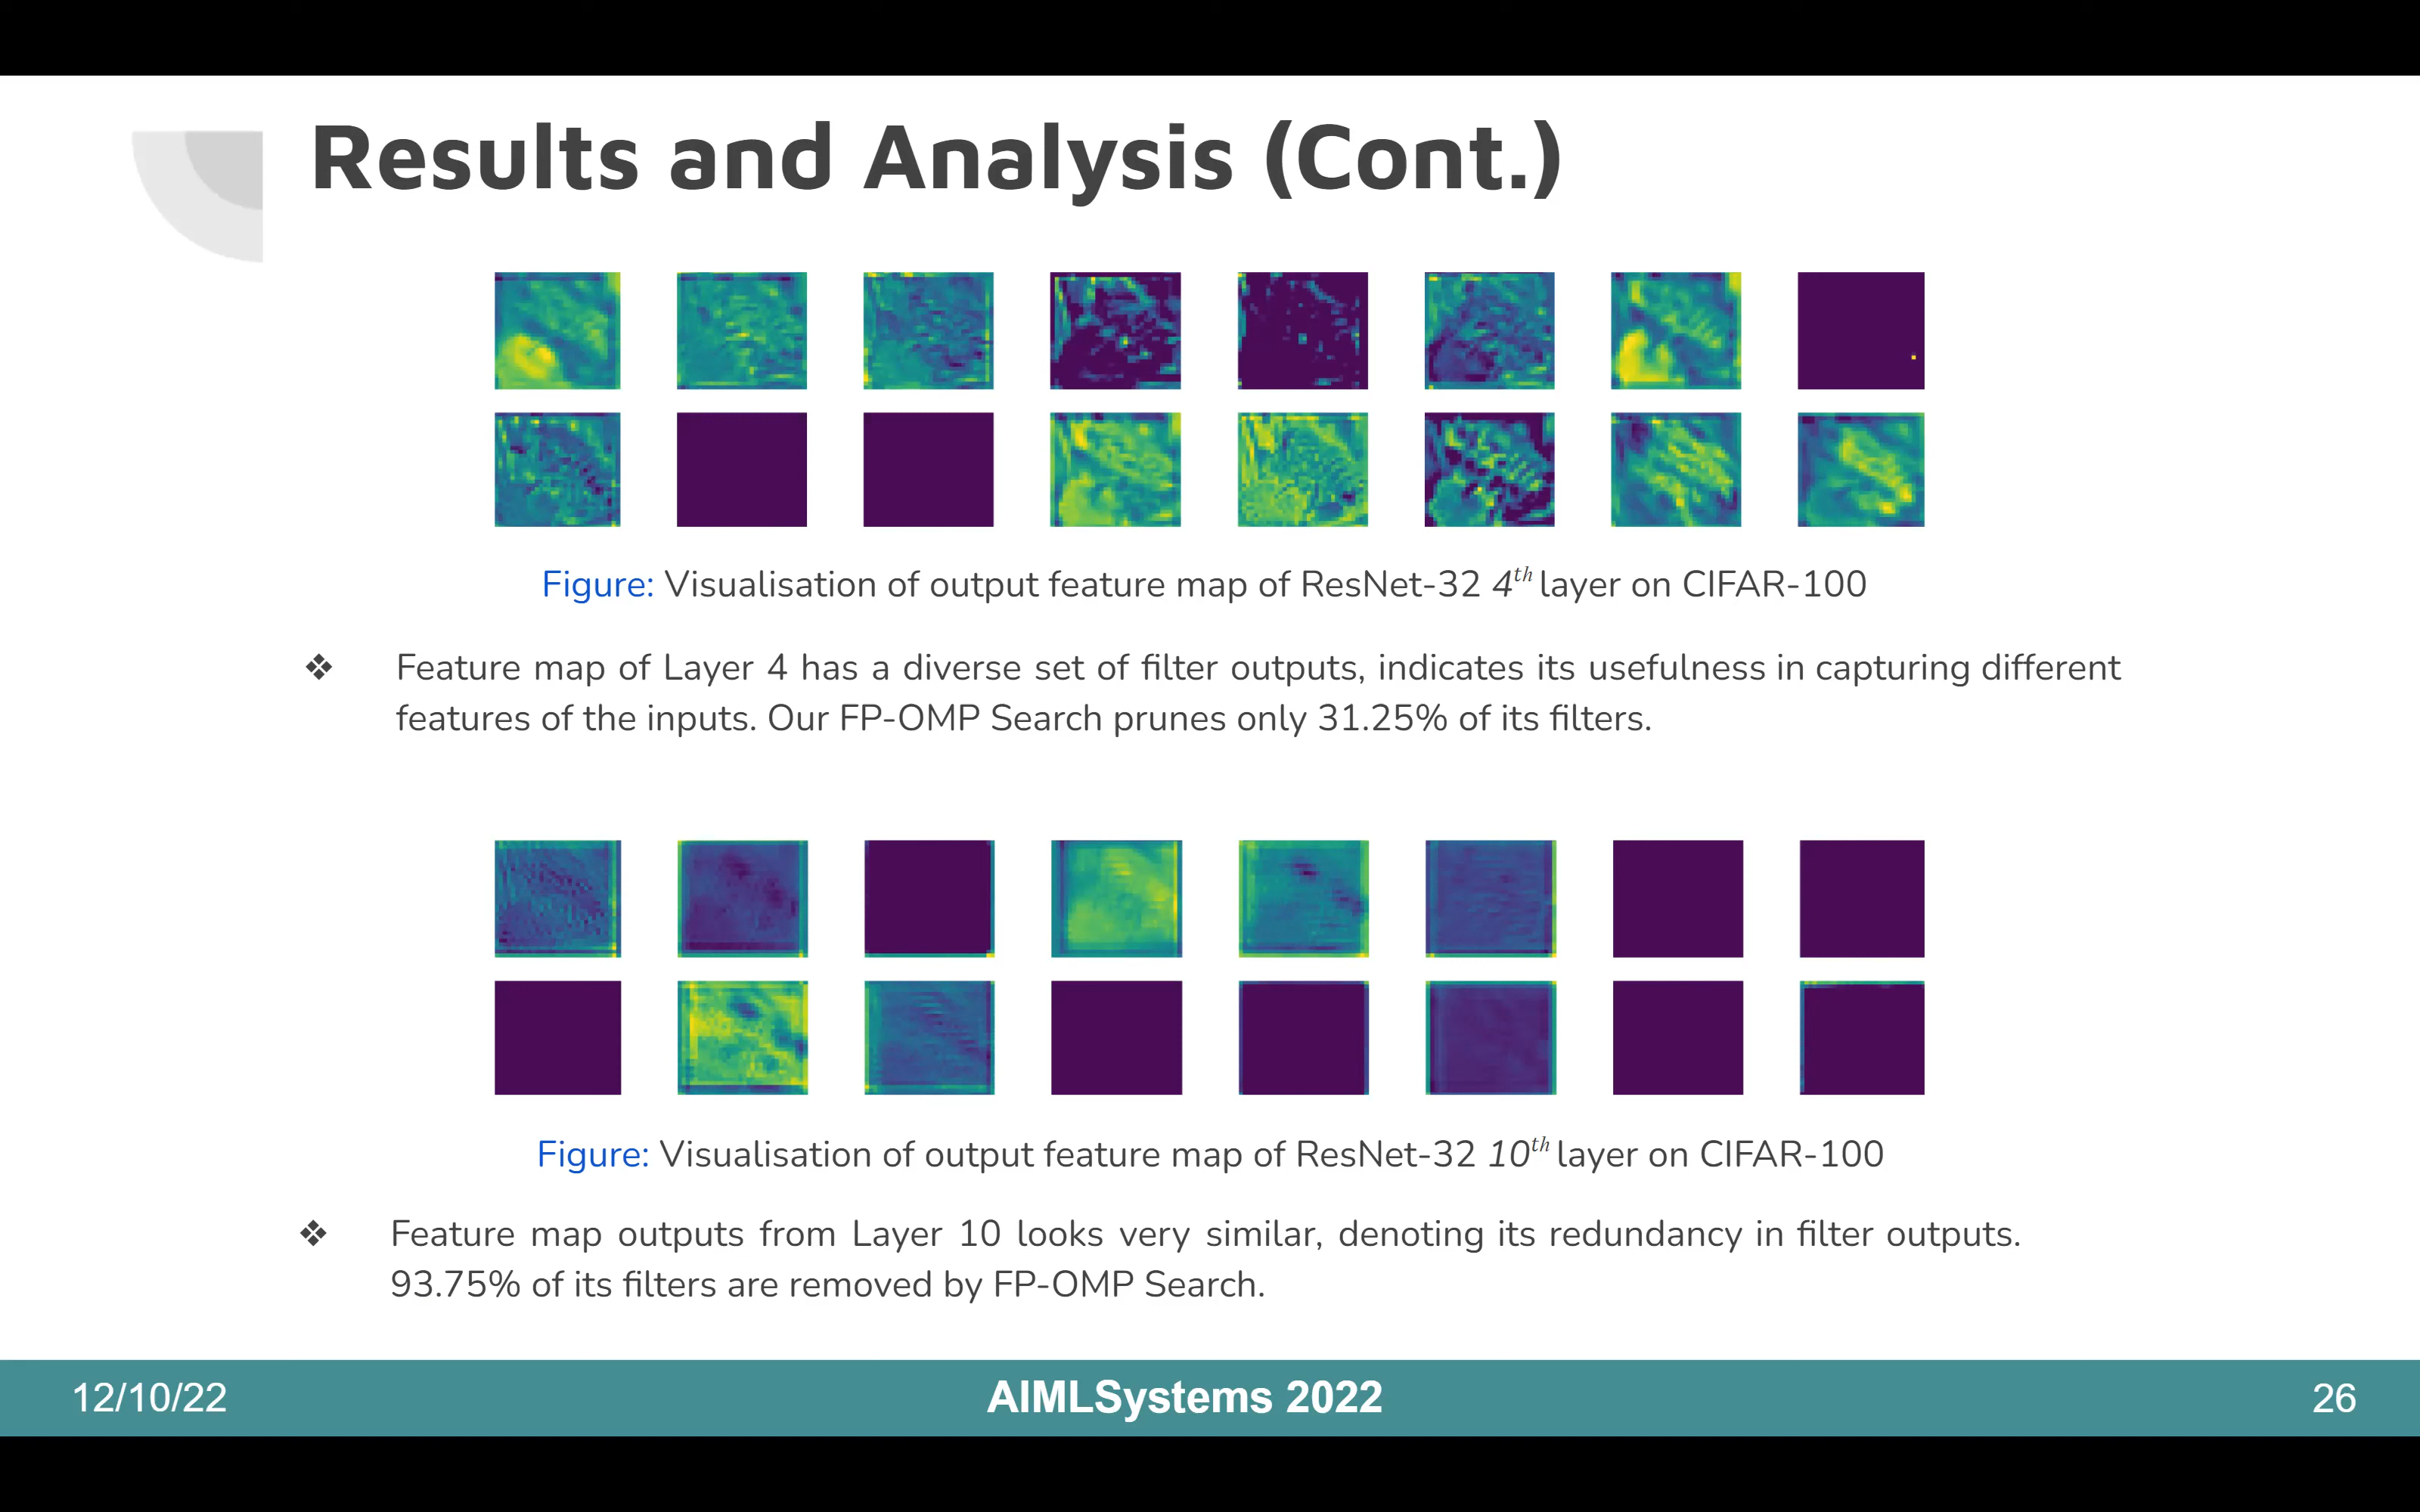 Results and Analysis (Cont.)
Figure: Visualisation of output feature map of ResNet-32 4th layer on CIFAR-100
❖ Feature map of Layer 4 has a diverse set of filter outputs, indicates its usefulness in capturing different
features of the inputs. Our FP-OMP Search prunes only 31.25% of its filters.
Figure: Visualisation of output feature map of ResNet-32 10th layer on CIFAR-100
❖ Feature map outputs from Layer 10 looks very similar, denoting its redundancy in filter outputs.
93.75% of its filters are removed by FP-OMP Search.
12/10/22 AIMLSystems 2022 26